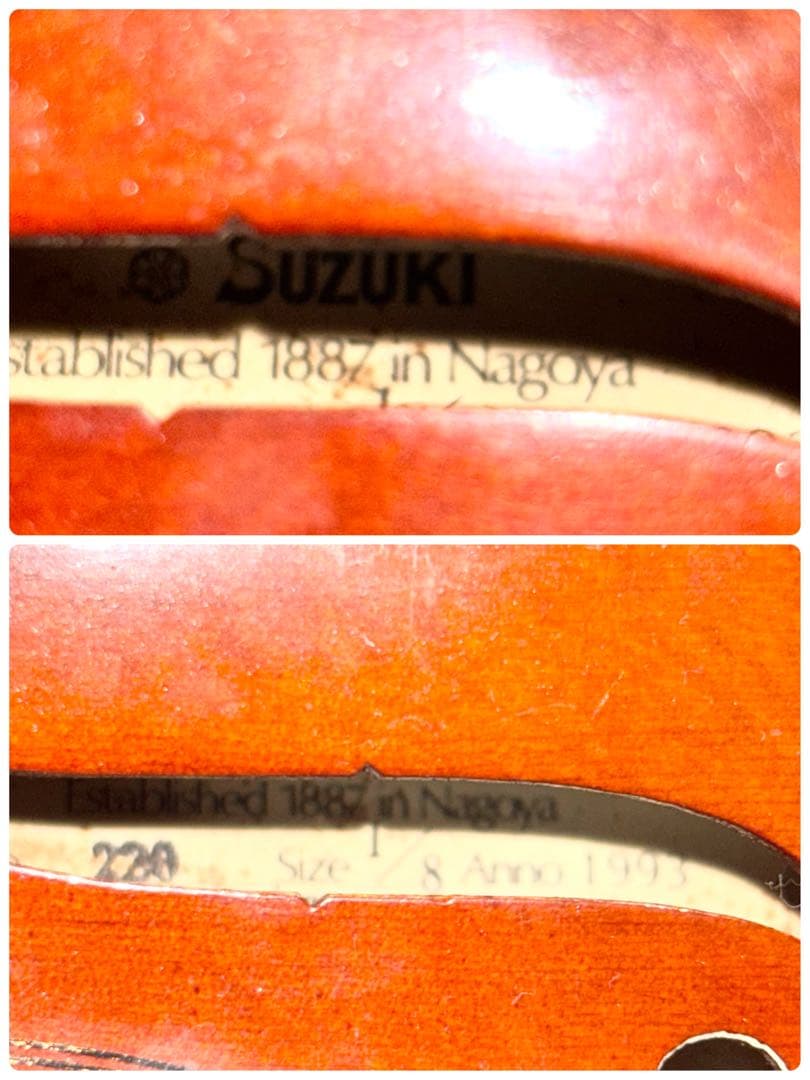 SUZUKI
stablished 1887 in Nagoya
Established 1887 in Nagoya
220 Size 1/8 Anno 1993